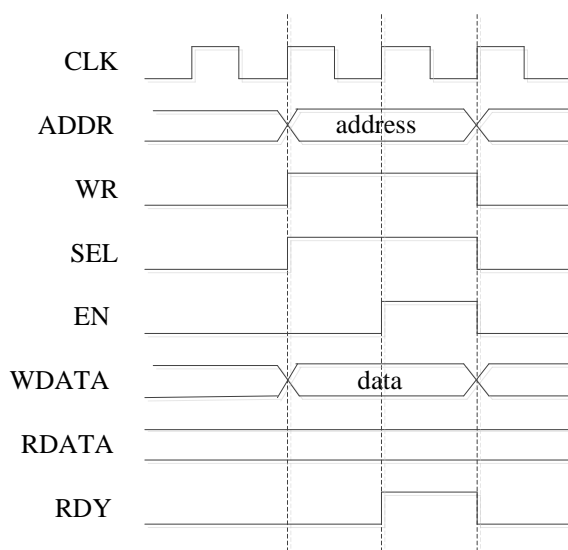 CLK
ADDR
address
WR
SEL
EN
WDATA
data
RDATA
RDY